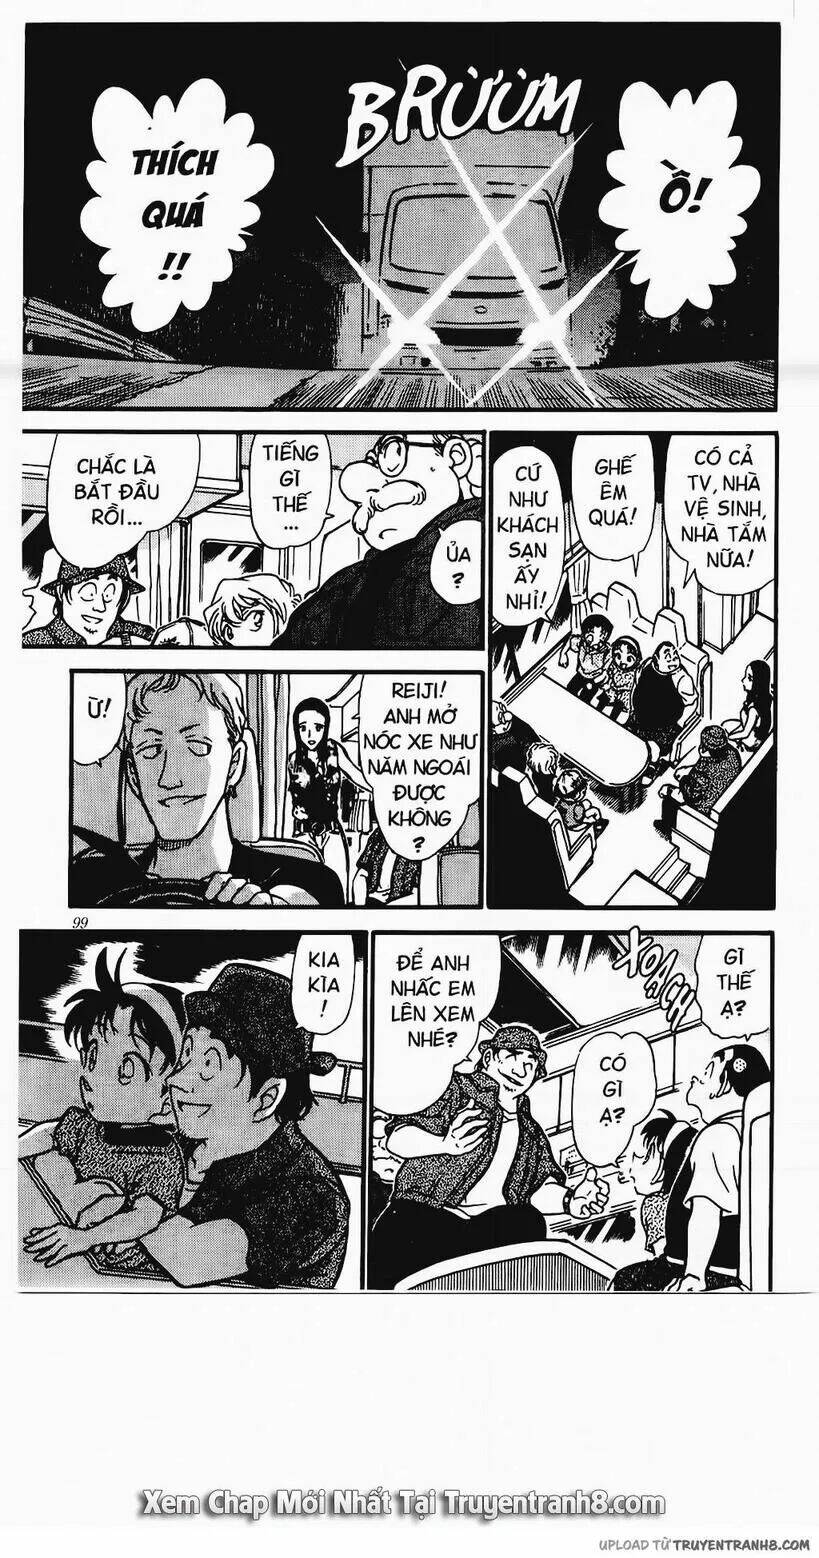 Ồ!
BRÙÙM
THÍCH
QUÁ
!!
CÓ CẢ
TV, NHÀ
VỆ SINH,
NHÀ TẮM
NỮA!
GHẾ
ÊM
QUÁ!
CỨ
NHƯ
KHÁCH
SẠN
ẤY
NHỈ!
ỦA
?
TIẾNG
GÌ
THẾ
...
CHẮC LÀ
BẮT ĐẦU
RỒI...
REIJI!
ANH MỞ
NÓC XE NHƯ
NĂM NGOÁI
ĐƯỢC
KHÔNG
?
Ừ!
99
GÌ
THẾ
Ạ?
XOẠCH
CÓ
GÌ
Ạ?
ĐỂ ANH
NHẤC EM
LÊN XEM
NHÉ?
KIA
KÌA
!
Xem Chap Mới Nhất Tại Truyentranh8.com
UPLOAD TỪ TRUYENTRANH8.COM